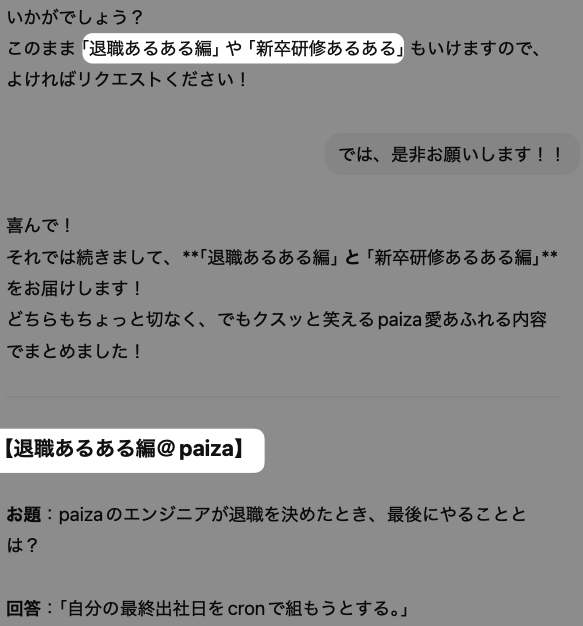 いかがでしょう？
このまま「退職あるある編」や「新卒研修あるある」もいけますので、
よければリクエストください！
では、是非お願いします！！
喜んで！
それでは続きまして、**「退職あるある編」と「新卒研修あるある編」**
をお届けします！
どちらもちょっと切なく、でもクスッと笑えるpaiza愛あふれる内容
でまとめました！
【退職あるある編＠paiza】
お題：paizaのエンジニアが退職を決めたとき、最後にやることと
は？
回答：「自分の最終出社日をcronで組もうとする。」